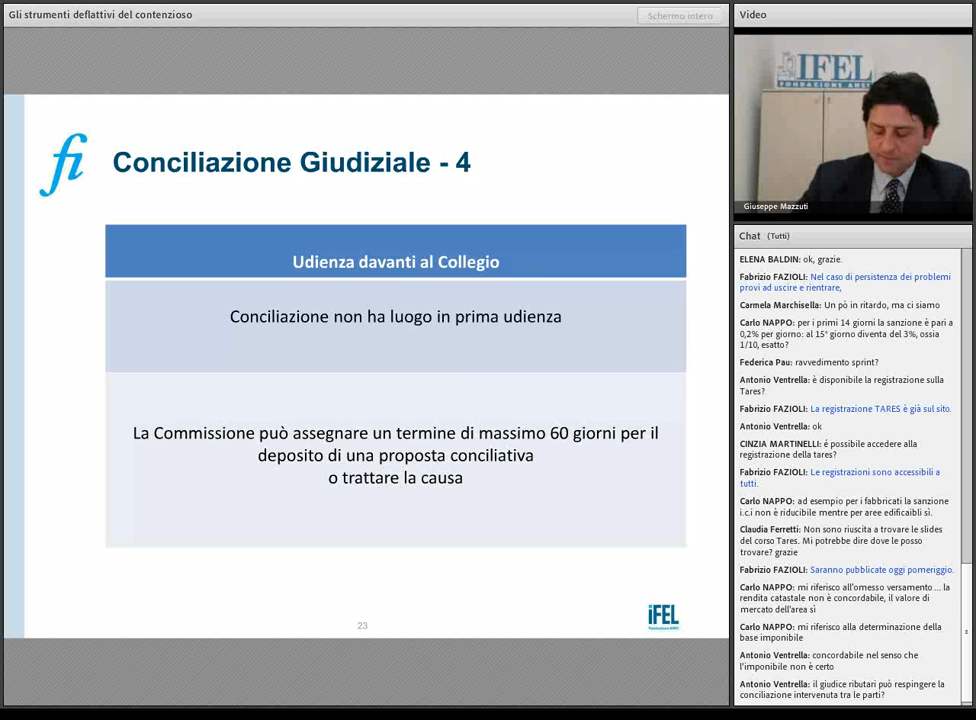 Gli strumenti deflattivi del contenzioso
Schermo intero
Video
fi
Conciliazione Giudiziale - 4
Udienza davanti al Collegio
Conciliazione non ha luogo in prima udienza
La Commissione può assegnare un termine di massimo 60 giorni per il
deposito di una proposta conciliativa
o trattare la causa
23
iFEL
IFEL
FONDAZIONE ANCI
Giuseppe Mazzuti
Chat (Tutti)
ELENA BALDIN: ok, grazie.
Fabrizio FAZIOLI: Nel caso di persistenza dei problemi
provi ad uscire e rientrare,
Carmela Marchisella: Un pò in ritardo, ma ci siamo
Carlo NAPPO: per i primi 14 giorni la sanzione è pari a
0,2% per giorno: al 15° giorno diventa del 3%, ossia
1/10, esatto?
Federica Pau: ravvedimento sprint?
Antonio Ventrella: è disponibile la registrazione sulla
Tares?
Fabrizio FAZIOLI: La registrazione TARES è già sul sito.
Antonio Ventrella: ok
CINZIA MARTINELLI: é possibile accedere alla
registrazione della tares?
Fabrizio FAZIOLI: Le registrazioni sono accessibili a
tutti.
Carlo NAPPO: ad esempio per i fabbricati la sanzione
i.c.i non è riducibile mentre per aree edificaibli sì.
Claudia Ferretti: Non sono riuscita a trovare le slides
del corso Tares. Mi potrebbe dire dove le posso
trovare? grazie
Fabrizio FAZIOLI: Saranno pubblicate oggi pomeriggio.
Carlo NAPPO: mi riferisco all'omesso versamento ... la
rendita catastale non è concordabile, il valore di
mercato dell'area sì
Carlo NAPPO: mi riferisco alla determinazione della
base imponibile
Antonio Ventrella: concordabile nel senso che
l'imponibile non è certo
Antonio Ventrella: il giudice ributari può respingere la
conciliazione intervenuta tra le parti?